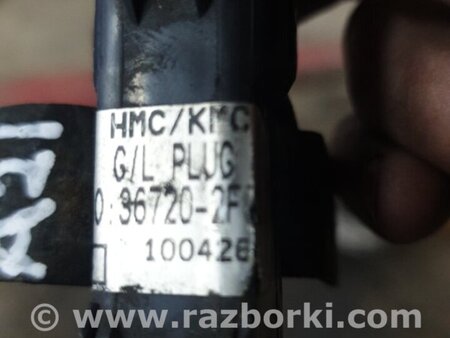 HMC/KMC
G/L PLUG
36720-2F
100426
© www.razborki.com